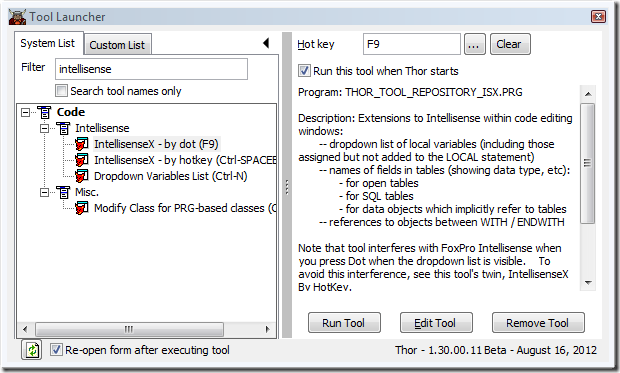 Tool Launcher
System List
Custom List
Filter
intellisense
Search tool names only
Code
Intellisense
IntellisenseX - by dot (F9)
IntellisenseX - by hotkey (Ctrl-SPACEB
Dropdown Variables List (Ctrl-N)
Misc.
Modify Class for PRG-based classes (C
Hot key
F9
...
Clear
Run this tool when Thor starts
Program: THOR_TOOL_REPOSITORY_ISX.PRG
Description: Extensions to Intellisense within code editing
windows:
-- dropdown list of local variables (including those
assigned but not added to the LOCAL statement)
-- names of fields in tables (showing data type, etc):
- for open tables
- for SQL tables
- for data objects which implicitly refer to tables
-- references to objects between WITH / ENDWITH
Note that tool interferes with FoxPro Intellisense when
you press Dot when the dropdown list is visible. To
avoid this interference, see this tool's twin, IntellisenseX
By HotKey.
Run Tool
Edit Tool
Remove Tool
Re-open form after executing tool
Thor - 1.30.00.11 Beta - August 16, 2012